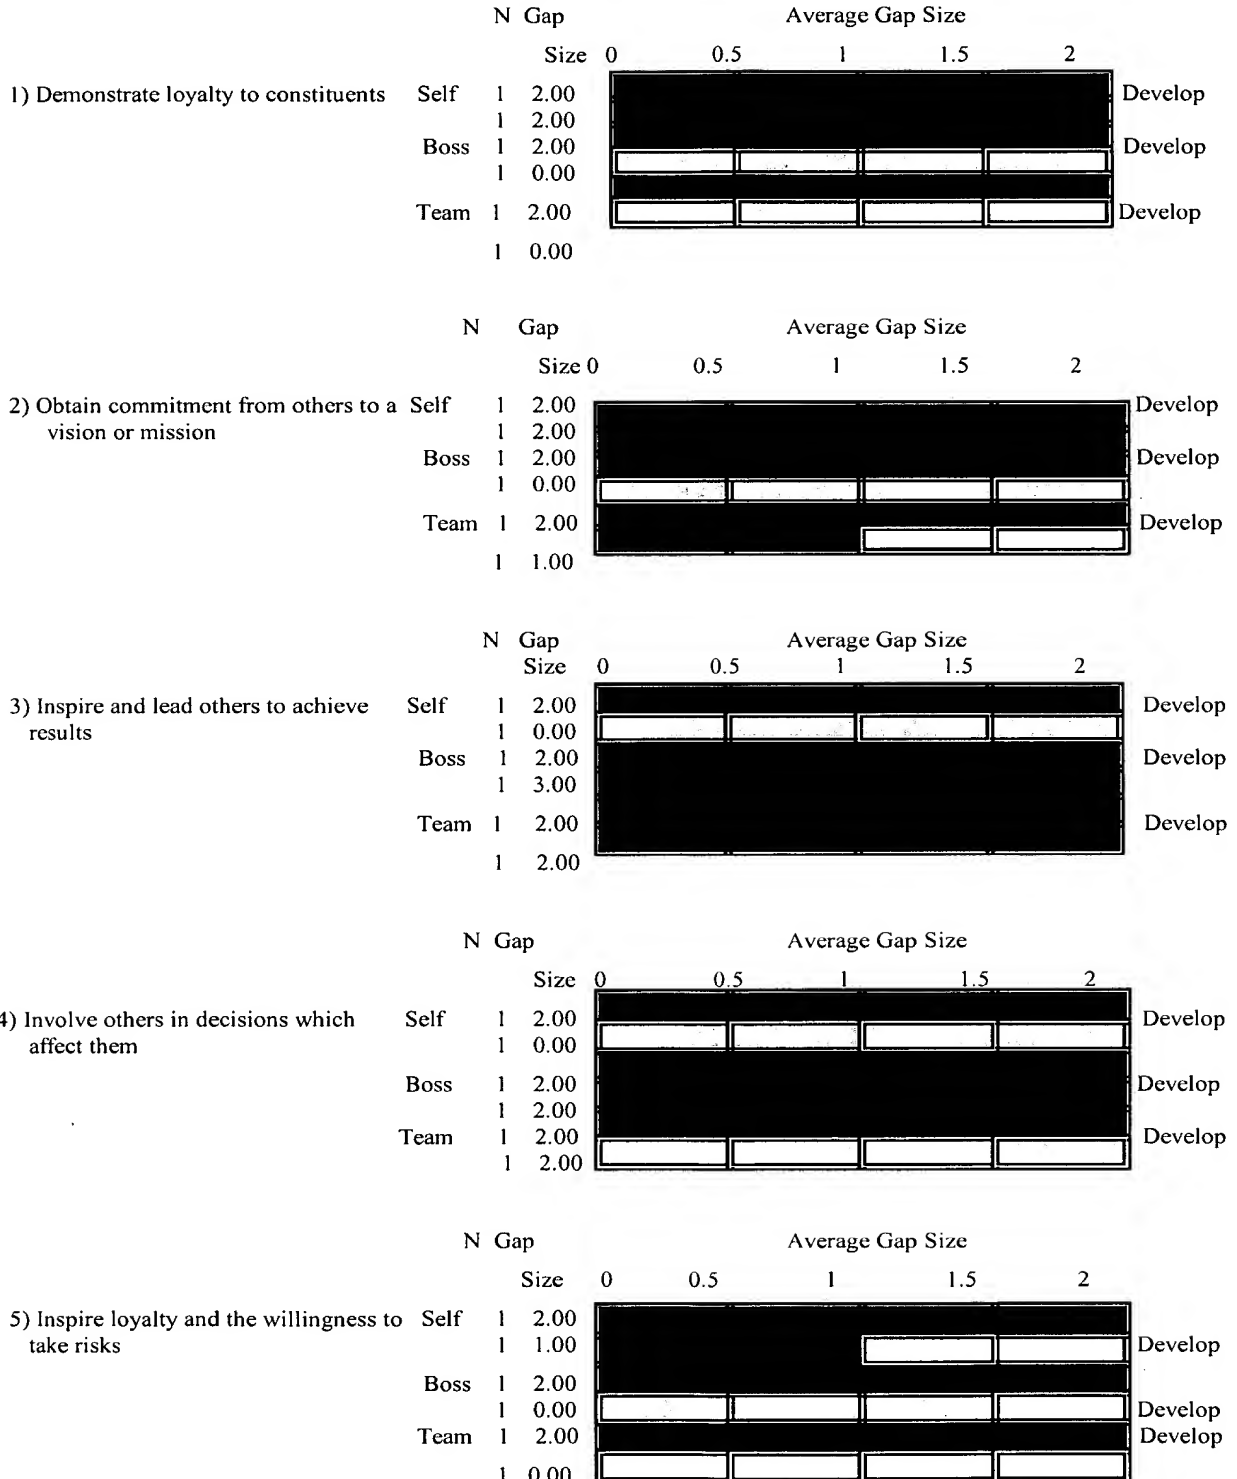 N Gap Average Gap Size
Size 0 0.5 1 1.5 2
1) Demonstrate loyalty to constituents Self 1 2.00 Develop
1 2.00
Boss 1 2.00 Develop
1 0.00
Team 1 2.00 Develop
1 0.00
N Gap Average Gap Size
Size 0 0.5 1 1.5 2
2) Obtain commitment from others to a Self 1 2.00 Develop
vision or mission 1 2.00
Boss 1 2.00 Develop
1 0.00
Team 1 2.00 Develop
1 1.00
N Gap Average Gap Size
Size 0 0.5 1 1.5 2
3) Inspire and lead others to achieve Self 1 2.00 Develop
results 1 0.00
Boss 1 2.00 Develop
1 3.00
Team 1 2.00 Develop
1 2.00
N Gap Average Gap Size
Size 0 0.5 1 1.5 2
4) Involve others in decisions which Self 1 2.00 Develop
affect them 1 0.00
Boss 1 2.00 Develop
1 2.00
Team 1 2.00 Develop
1 2.00
N Gap Average Gap Size
Size 0 0.5 1 1.5 2
5) Inspire loyalty and the willingness to Self 1 2.00
take risks 1 1.00 Develop
Boss 1 2.00
1 0.00 Develop
Team 1 2.00 Develop
1 0.00